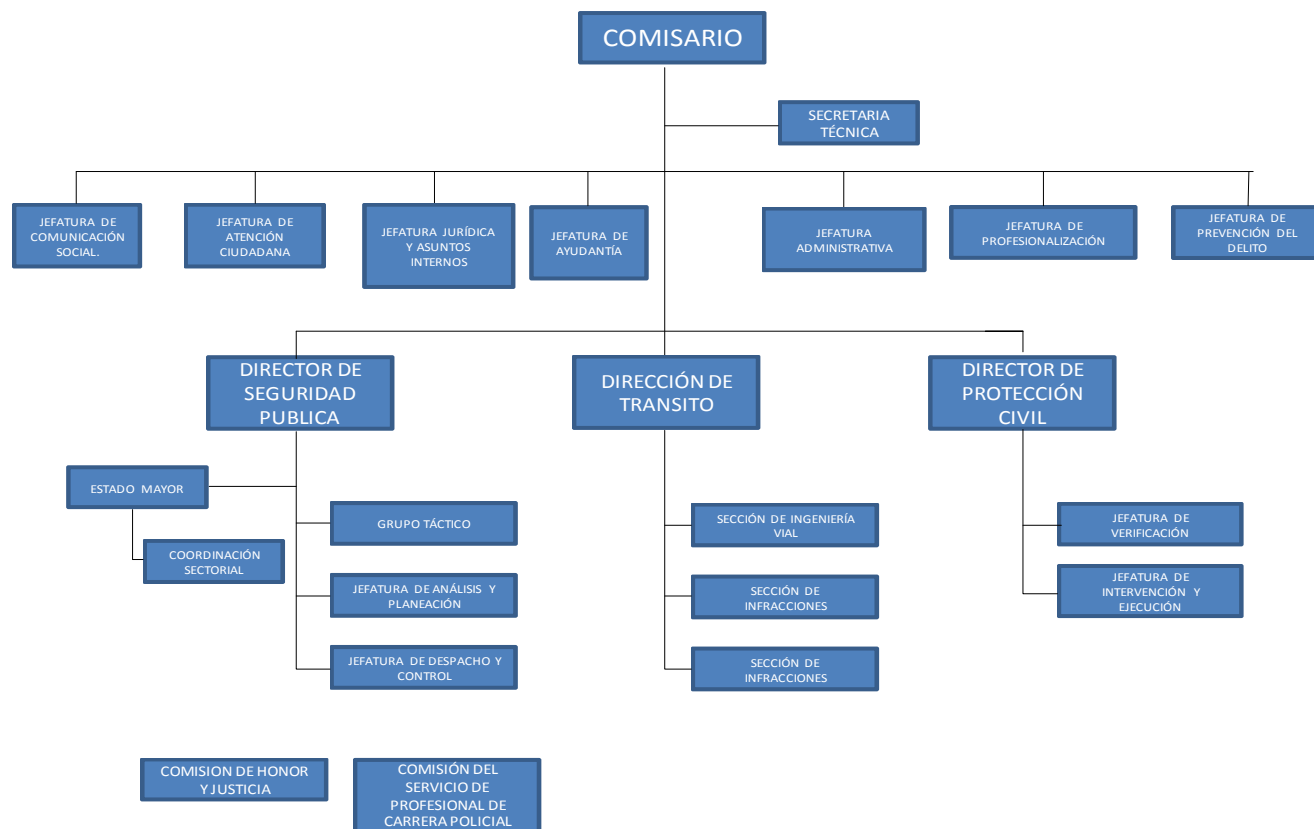 COMISARIO
SECRETARIA
TÉCNICA
JEFATURA DE
COMUNICACIÓN
SOCIAL.
JEFATURA DE
ATENCIÓN
CIUDADANA
JEFATURA JURÍDICA
Y ASUNTOS
INTERNOS
JEFATURA DE
AYUDANTÍA
JEFATURA
ADMINISTRATIVA
JEFATURA DE
PROFESIONALIZACIÓN
JEFATURA DE
PREVENCIÓN DEL
DELITO
DIRECTOR DE
SEGURIDAD
PUBLICA
DIRECCIÓN DE
TRANSITO
DIRECTOR DE
PROTECCIÓN
CIVIL
ESTADO MAYOR
COORDINACIÓN
SECTORIAL
GRUPO TÁCTICO
JEFATURA DE ANÁLISIS Y
PLANEACIÓN
JEFATURA DE DESPACHO Y
CONTROL
SECCIÓN DE INGENIERÍA
VIAL
SECCIÓN DE
INFRACCIONES
SECCIÓN DE
INFRACCIONES
JEFATURA DE
VERIFICACIÓN
JEFATURA DE
INTERVENCIÓN Y
EJECUCIÓN
COMISION DE HONOR
Y JUSTICIA
COMISIÓN DEL
SERVICIO DE
PROFESIONAL DE
CARRERA POLICIAL